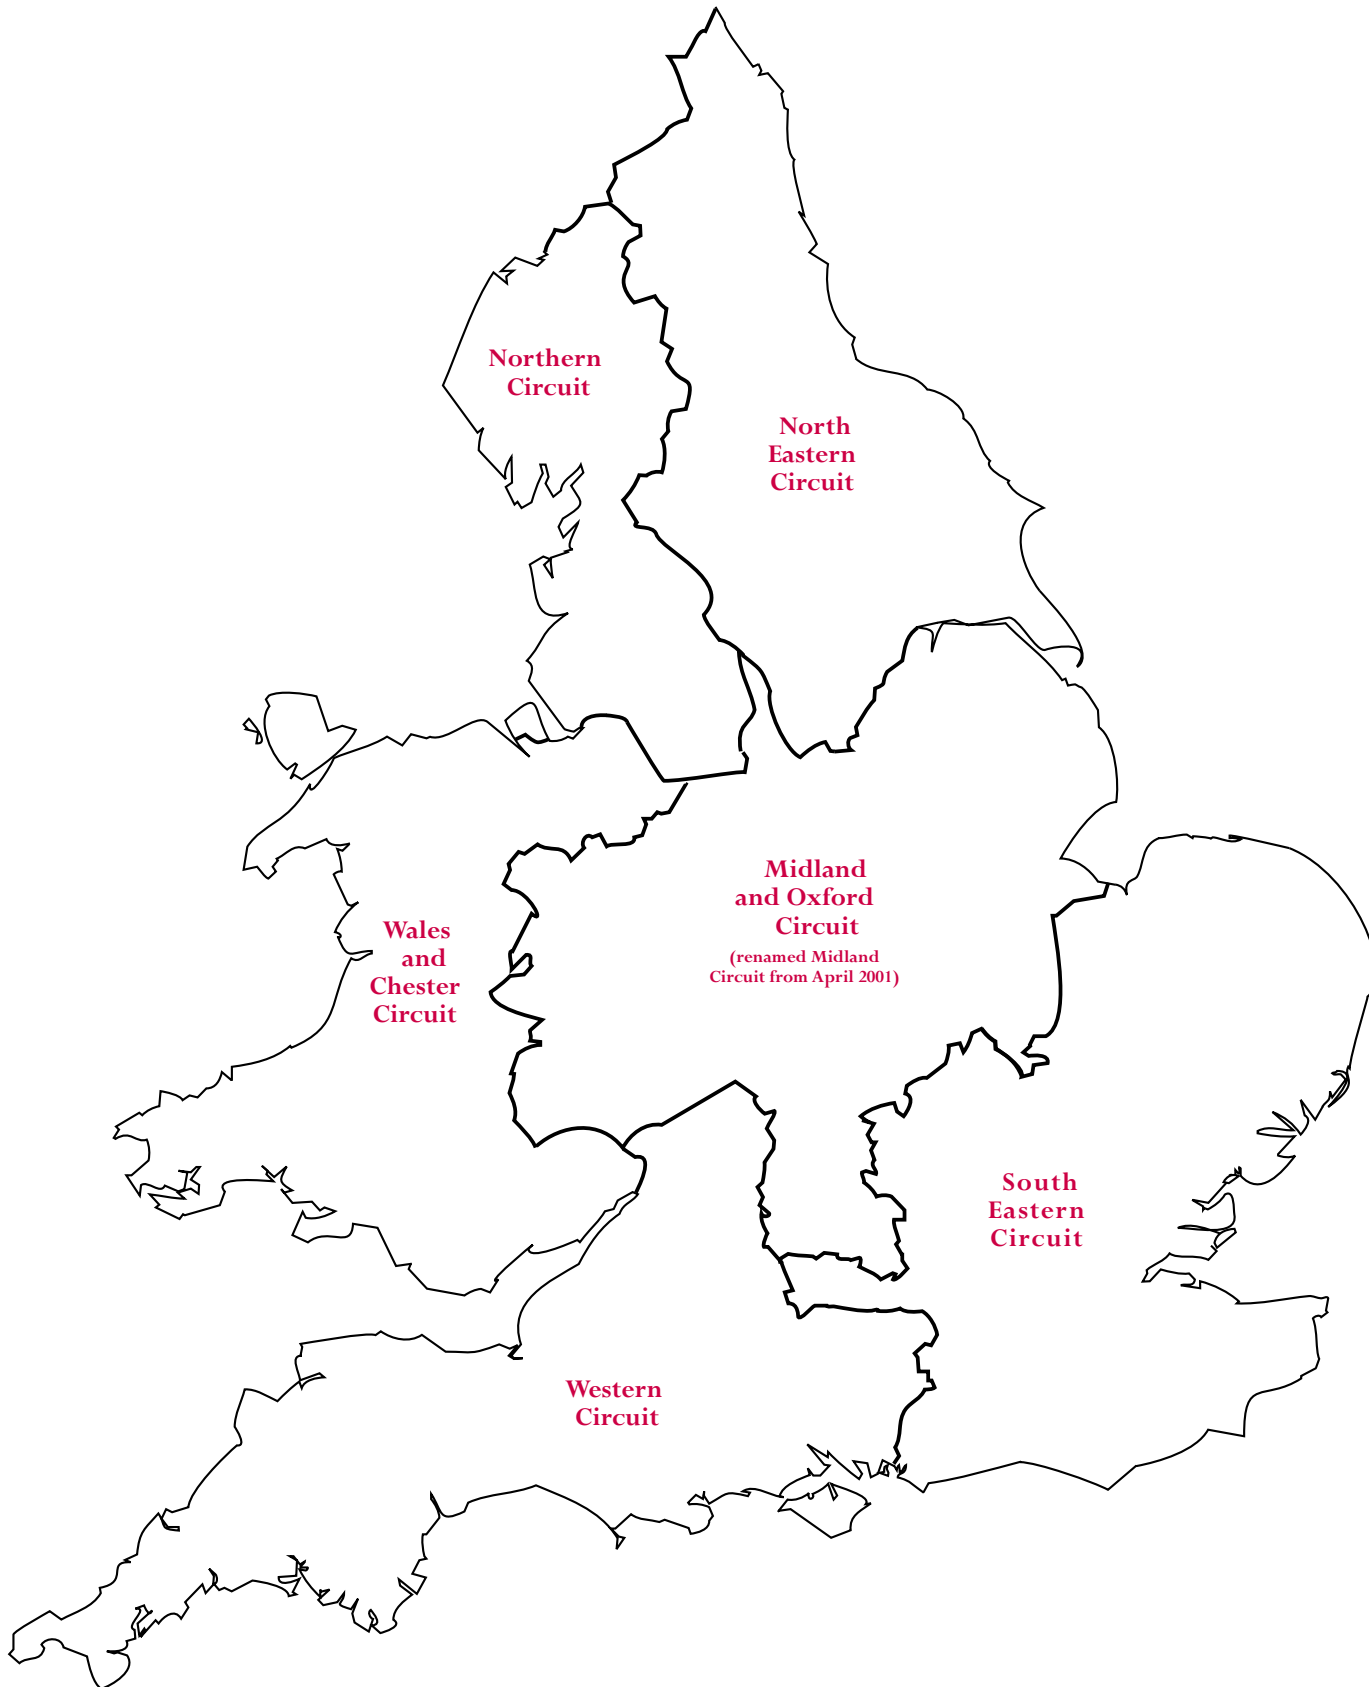 Northern
Circuit
North
Eastern
Circuit
Midland
and Oxford
Circuit
(renamed Midland
Circuit from April 2001)
Wales
and
Chester
Circuit
South
Eastern
Circuit
Western
Circuit